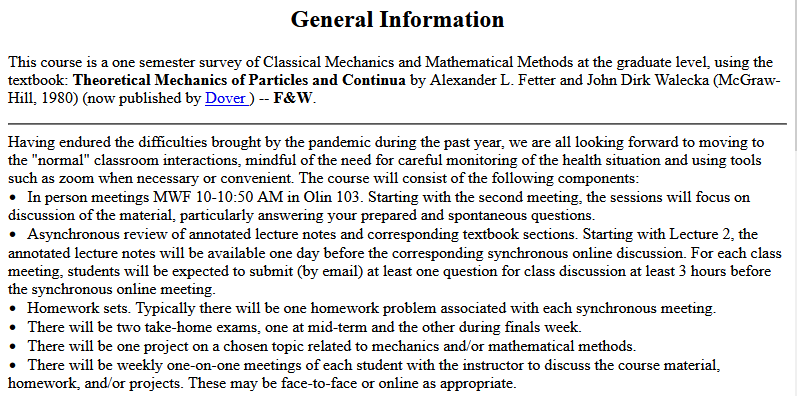 General Information
This course is a one semester survey of Classical Mechanics and Mathematical Methods at the graduate level, using the
textbook: Theoretical Mechanics of Particles and Continua by Alexander L. Fetter and John Dirk Walecka (McGraw-
Hill, 1980) (now published by Dover ) -- F&W.
Having endured the difficulties brought by the pandemic during the past year, we are all looking forward to moving to
the "normal" classroom interactions, mindful of the need for careful monitoring of the health situation and using tools
such as zoom when necessary or convenient. The course will consist of the following components:
• In person meetings MWF 10-10:50 AM in Olin 103. Starting with the second meeting, the sessions will focus on
discussion of the material, particularly answering your prepared and spontaneous questions.
• Asynchronous review of annotated lecture notes and corresponding textbook sections. Starting with Lecture 2, the
annotated lecture notes will be available one day before the corresponding synchronous online discussion. For each class
meeting, students will be expected to submit (by email) at least one question for class discussion at least 3 hours before
the synchronous online meeting.
• Homework sets. Typically there will be one homework problem associated with each synchronous meeting.
• There will be two take-home exams, one at mid-term and the other during finals week.
• There will be one project on a chosen topic related to mechanics and/or mathematical methods.
• There will be weekly one-on-one meetings of each student with the instructor to discuss the course material,
homework, and/or projects. These may be face-to-face or online as appropriate.